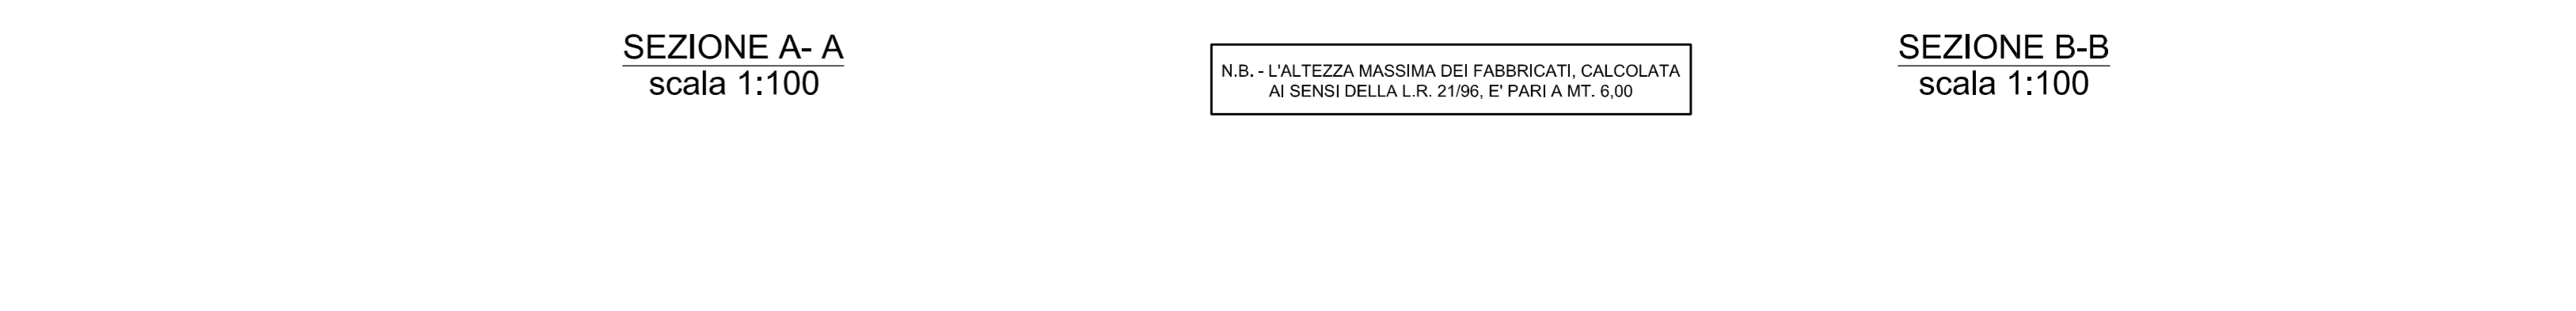 SEZIONE A- A
scala 1:100
N.B. - L'ALTEZZA MASSIMA DEI FABBRICATI, CALCOLATA
AI SENSI DELLA L.R. 21/96, E' PARI A MT. 6,00
SEZIONE B-B
scala 1:100